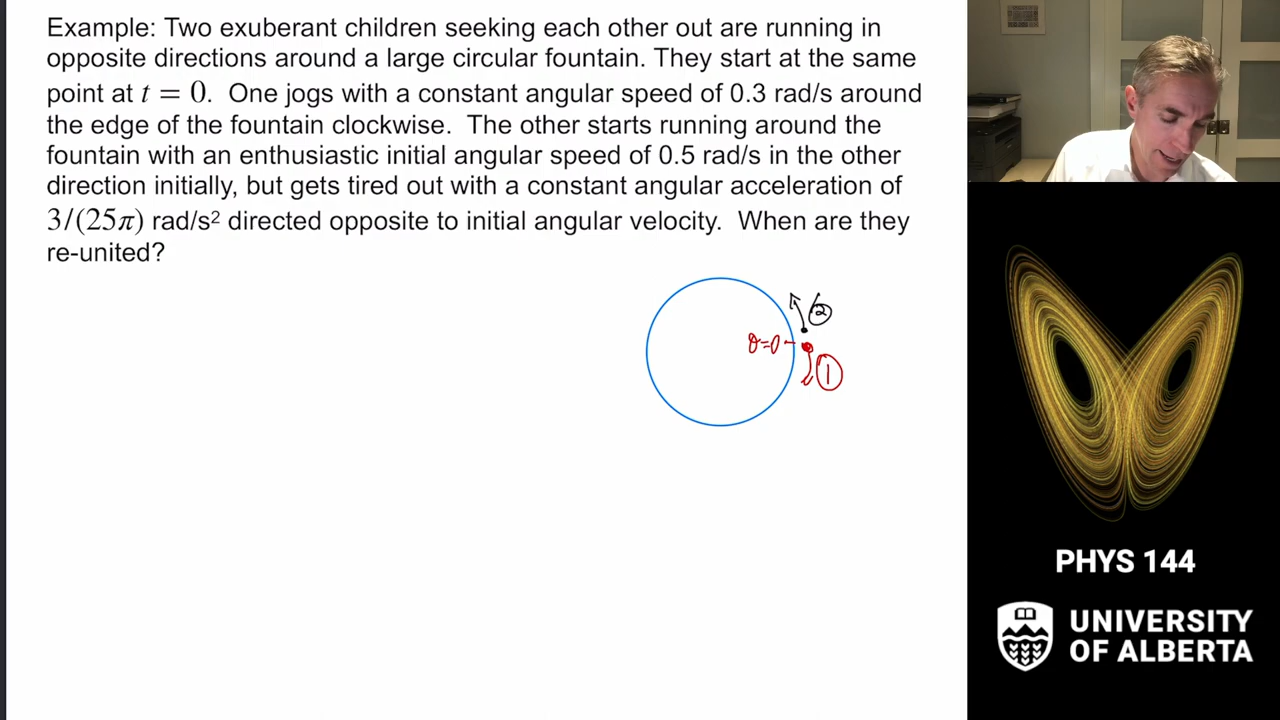 Example: Two exuberant children seeking each other out are running in
opposite directions around a large circular fountain. They start at the same
point at t = 0. One jogs with a constant angular speed of 0.3 rad/s around
the edge of the fountain clockwise. The other starts running around the
fountain with an enthusiastic initial angular speed of 0.5 rad/s in the other
direction initially, but gets tired out with a constant angular acceleration of
3/(25π) rad/s² directed opposite to initial angular velocity. When are they
re-united?
2
θ=0
1
PHYS 144
UNIVERSITY
OF ALBERTA